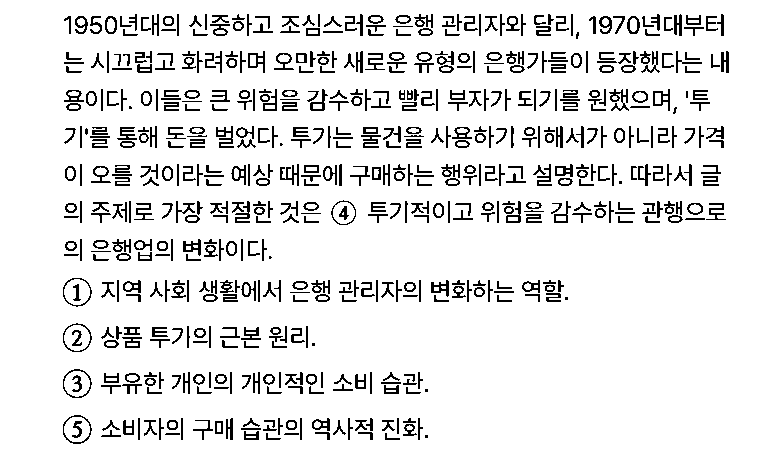 1950년대의 신중하고 조심스러운 은행 관리자와 달리, 1970년대부터
는 시끄럽고 화려하며 오만한 새로운 유형의 은행가들이 등장했다는 내
용이다. 이들은 큰 위험을 감수하고 빨리 부자가 되기를 원했으며, '투
기'를 통해 돈을 벌었다. 투기는 물건을 사용하기 위해서가 아니라 가격
이 오를 것이라는 예상 때문에 구매하는 행위라고 설명한다. 따라서 글
의 주제로 가장 적절한 것은 ④ 투기적이고 위험을 감수하는 관행으로
의 은행업의 변화이다.
① 지역 사회 생활에서 은행 관리자의 변화하는 역할.
② 상품 투기의 근본 원리.
③ 부유한 개인의 개인적인 소비 습관.
⑤ 소비자의 구매 습관의 역사적 진화.